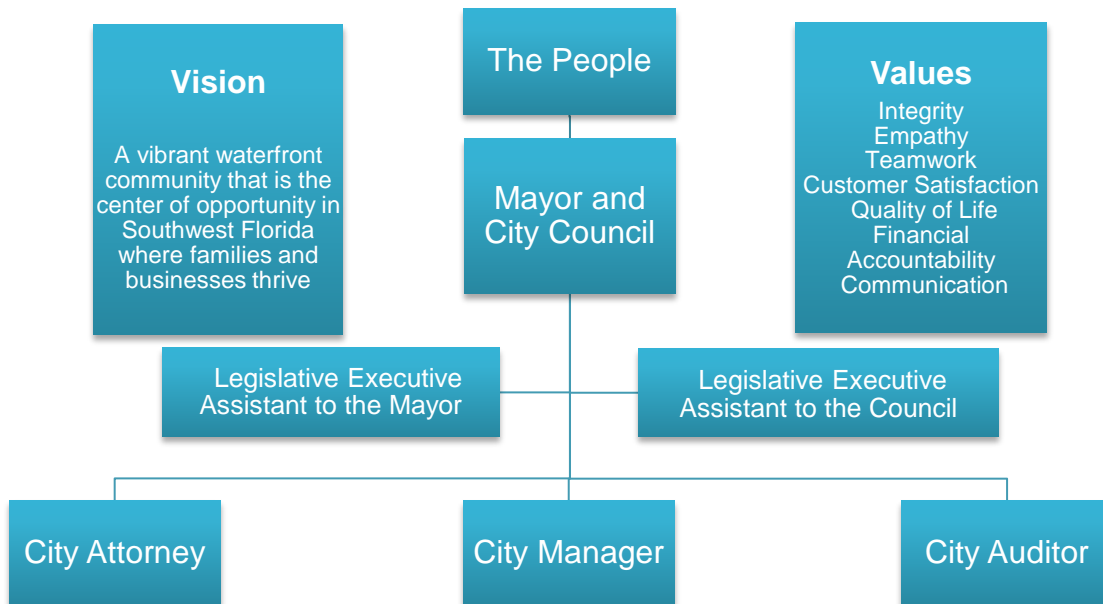 Vision
A vibrant waterfront
community that is the
center of opportunity in
Southwest Florida
where families and
businesses thrive
The People
Mayor and
City Council
Values
Integrity
Empathy
Teamwork
Customer Satisfaction
Quality of Life
Financial
Accountability
Communication
Legislative Executive
Assistant to the Mayor
Legislative Executive
Assistant to the Council
City Attorney
City Manager
City Auditor